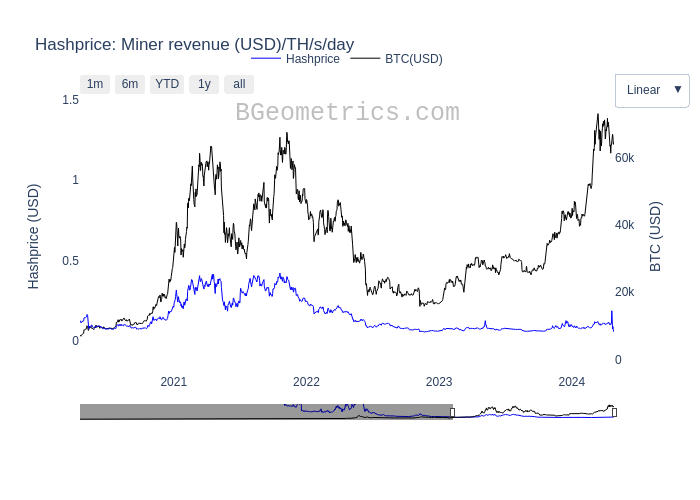 Hashprice: Miner revenue (USD)/TH/s/day
Hashprice BTC(USD)
1m 6m YTD 1y all
Linear ▼
BGeometrics.com
1.5
1
0.5
0
Hashprice (USD)
60k
40k
20k
0
BTC (USD)
2021 2022 2023 2024